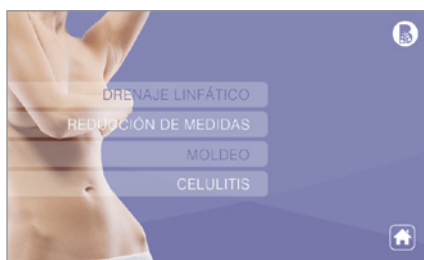 DRENAJE LINFÁTICO
REDUCCIÓN DE MEDIDAS
MOLDEO
CELULITIS